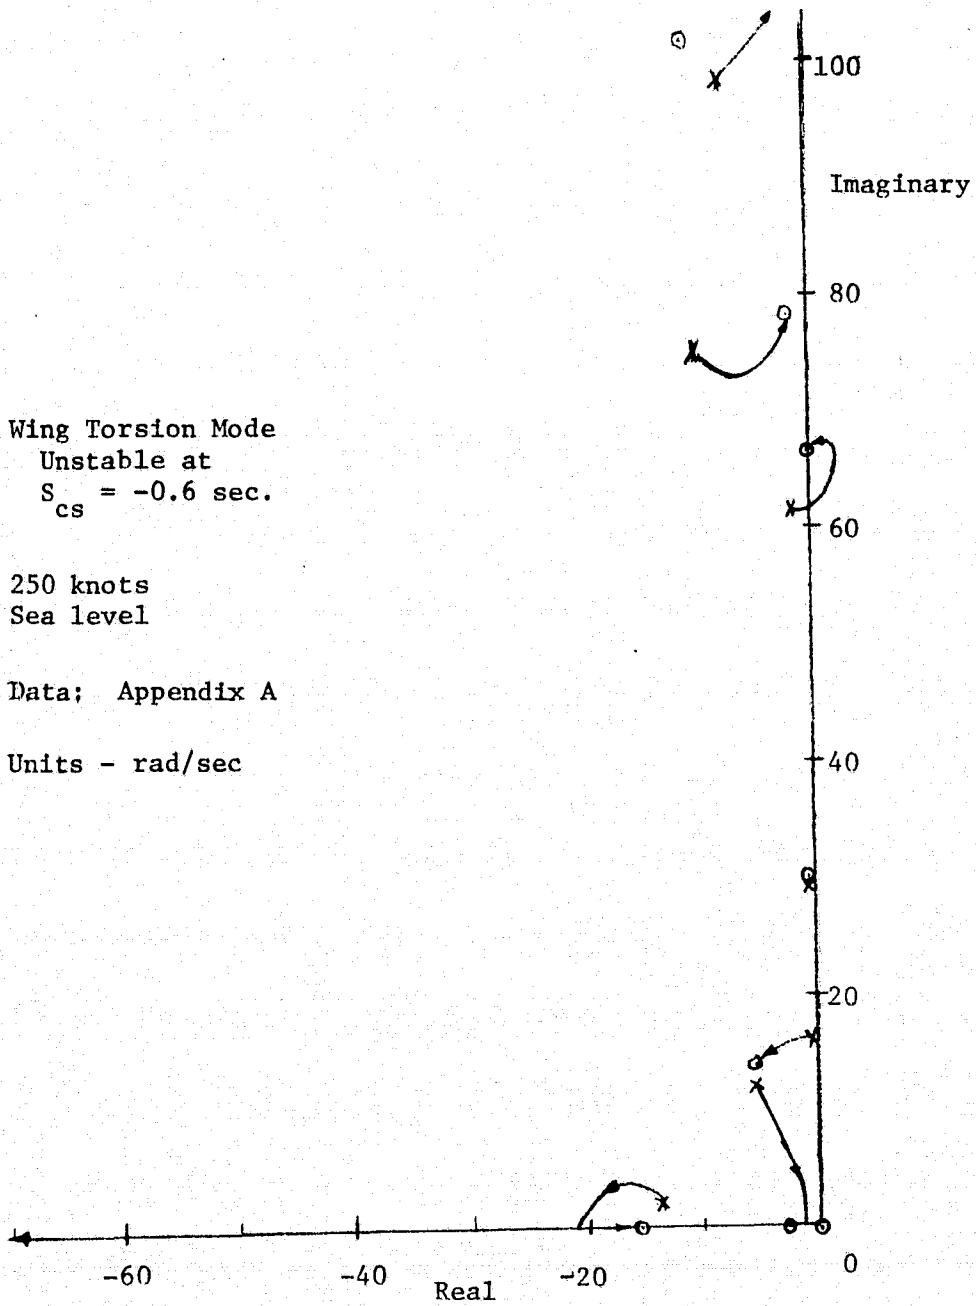 100
Imaginary
80
Wing Torsion Mode
Unstable at
S_cs = -0.6 sec.
60
250 knots
Sea level
Data: Appendix A
Units - rad/sec
40
20
0
-60 -40 -20
Real